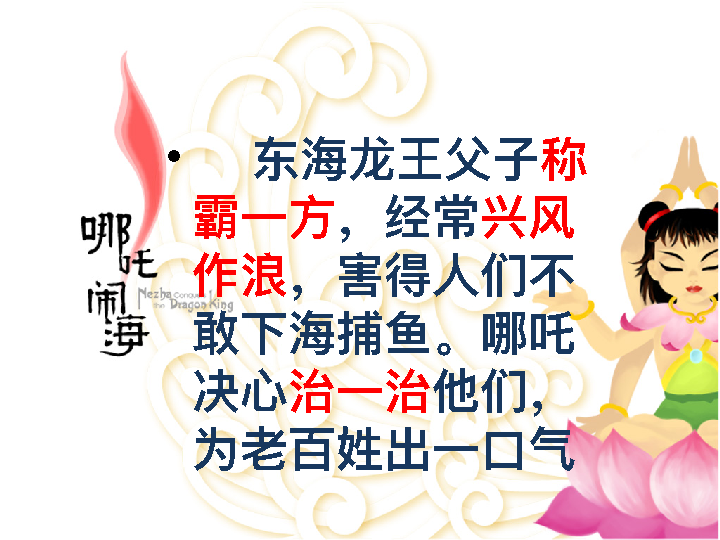 • 东海龙王父子称
霸一方，经常兴风
作浪，害得人们不
敢下海捕鱼。哪吒
决心治一治他们，
为老百姓出一口气
哪吒
闹海
Nezha Conquers
the Dragon King